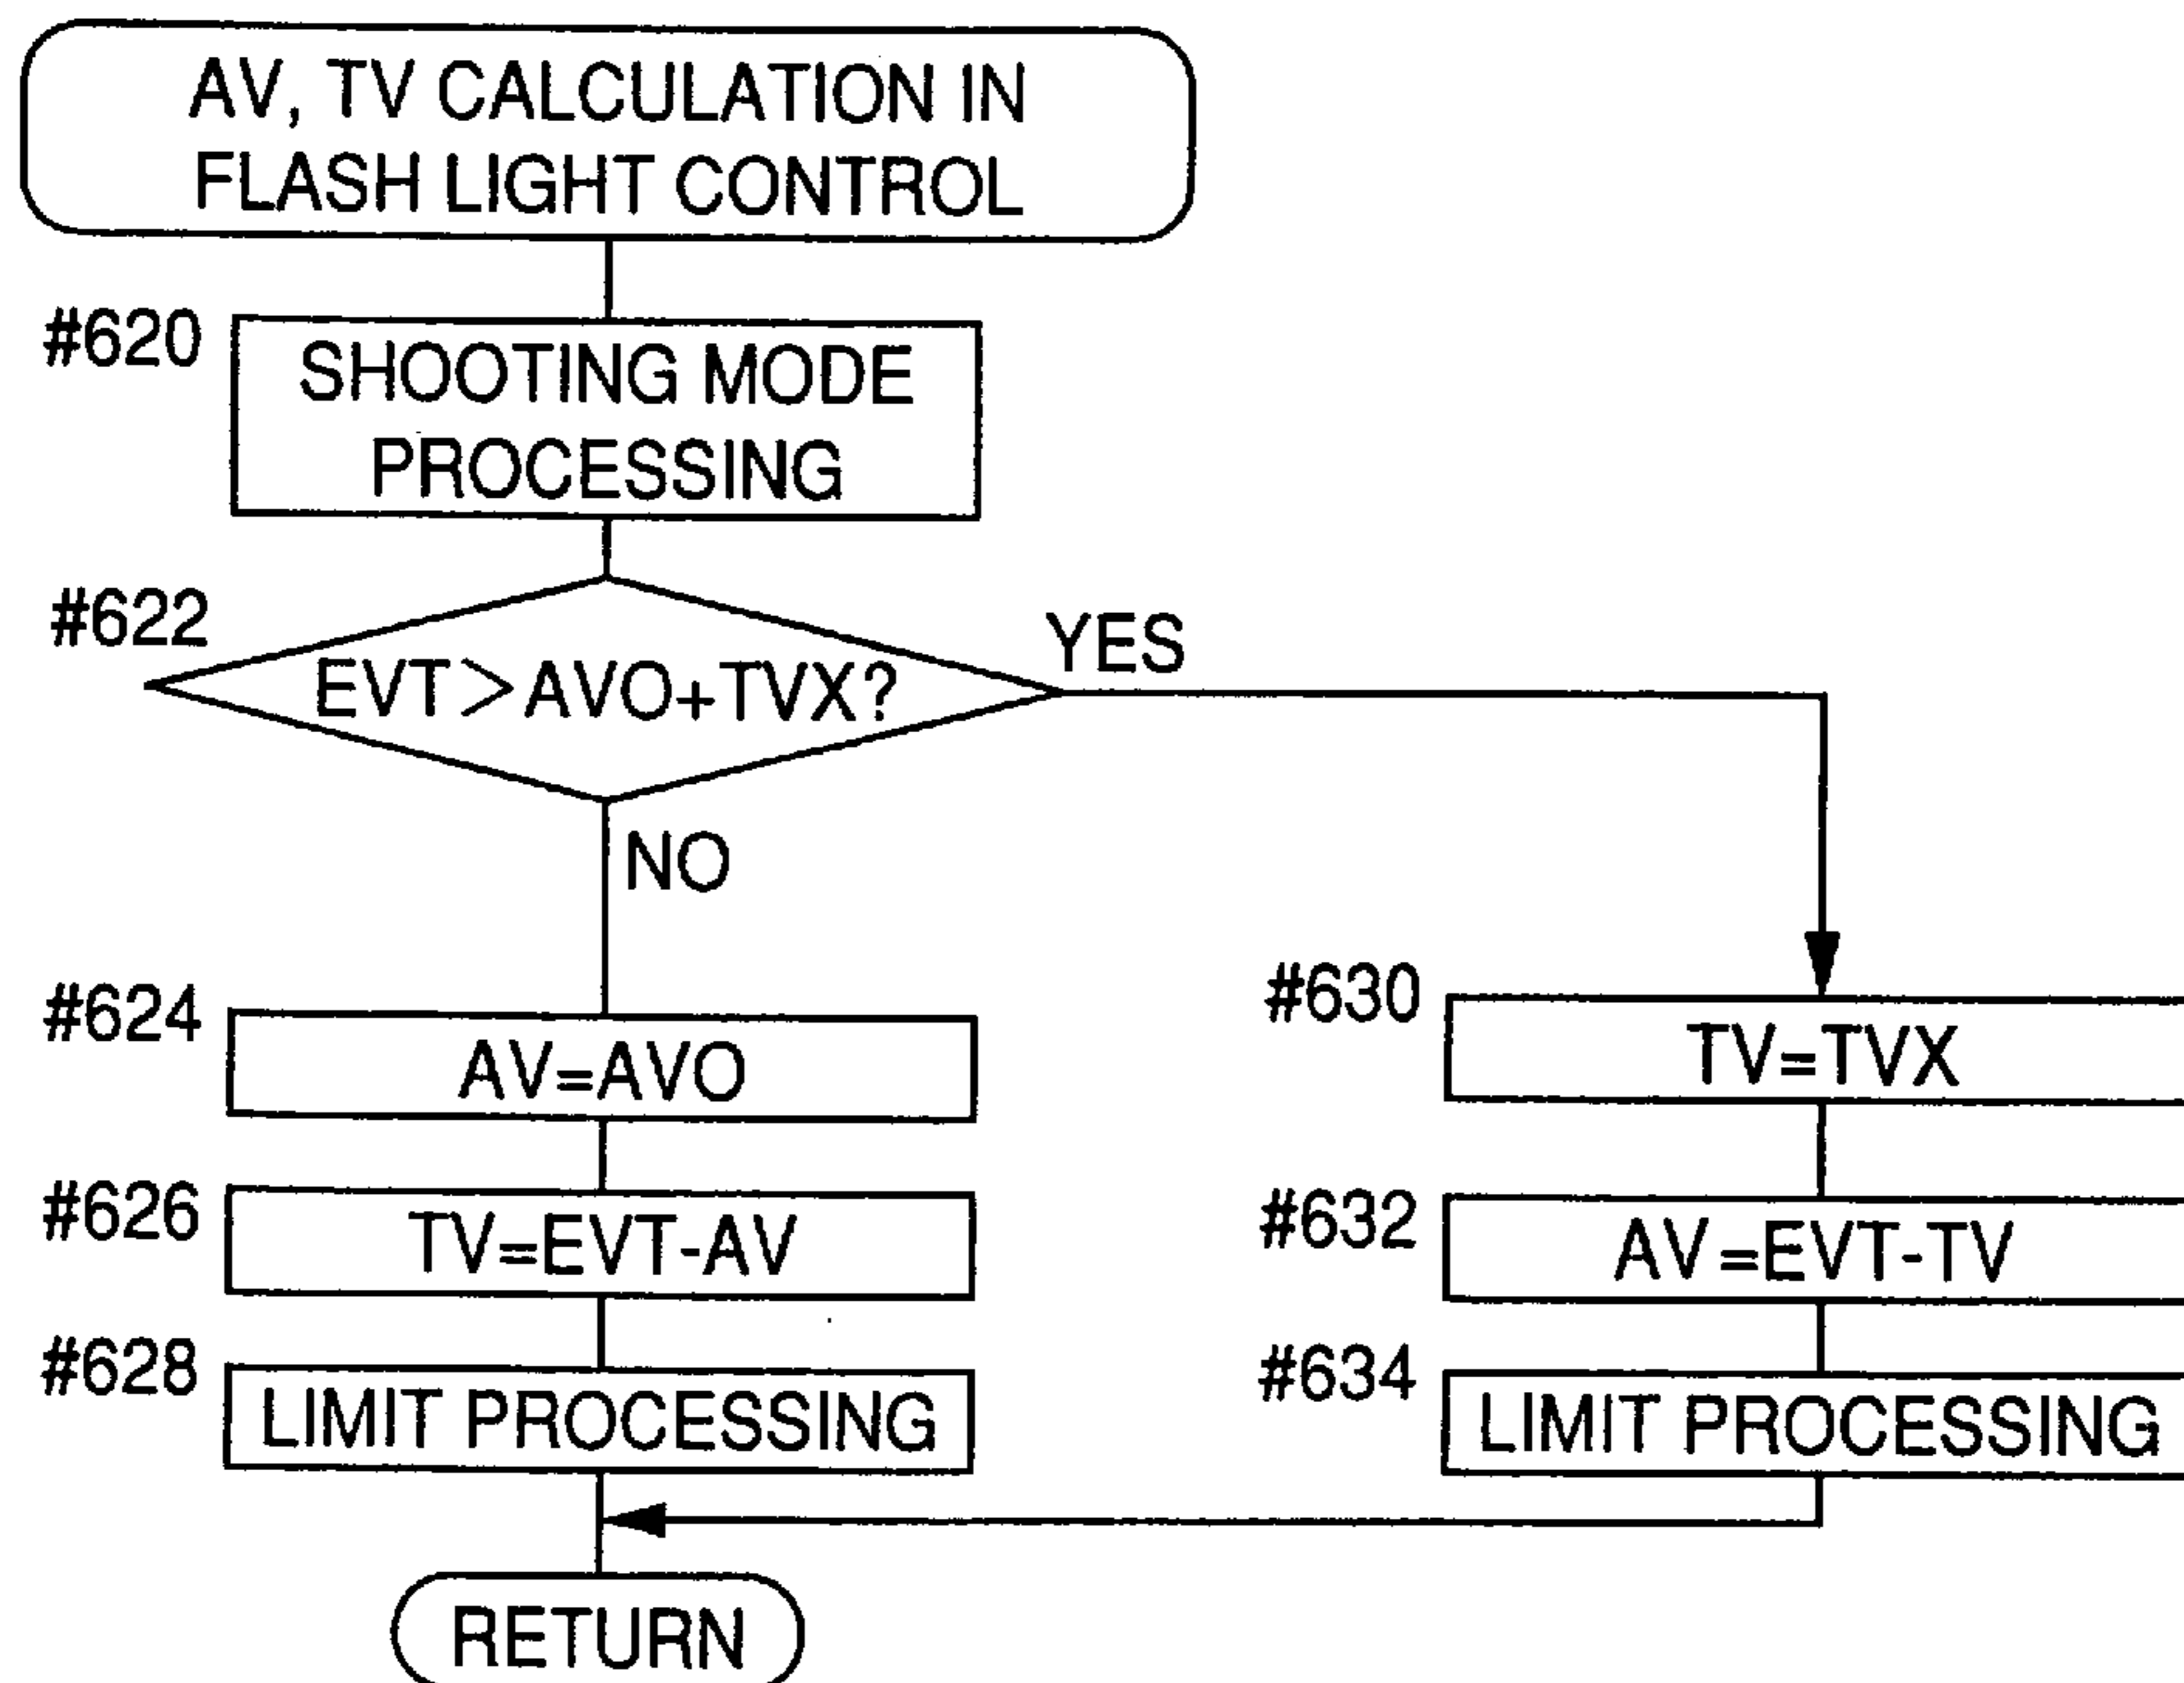 AV, TV CALCULATION IN
FLASH LIGHT CONTROL
#620
SHOOTING MODE
PROCESSING
#622
EVT>AVO+TVX?
YES
NO
#624
AV=AVO
#626
TV=EVT-AV
#628
LIMIT PROCESSING
#630
TV=TVX
#632
AV=EVT-TV
#634
LIMIT PROCESSING
RETURN